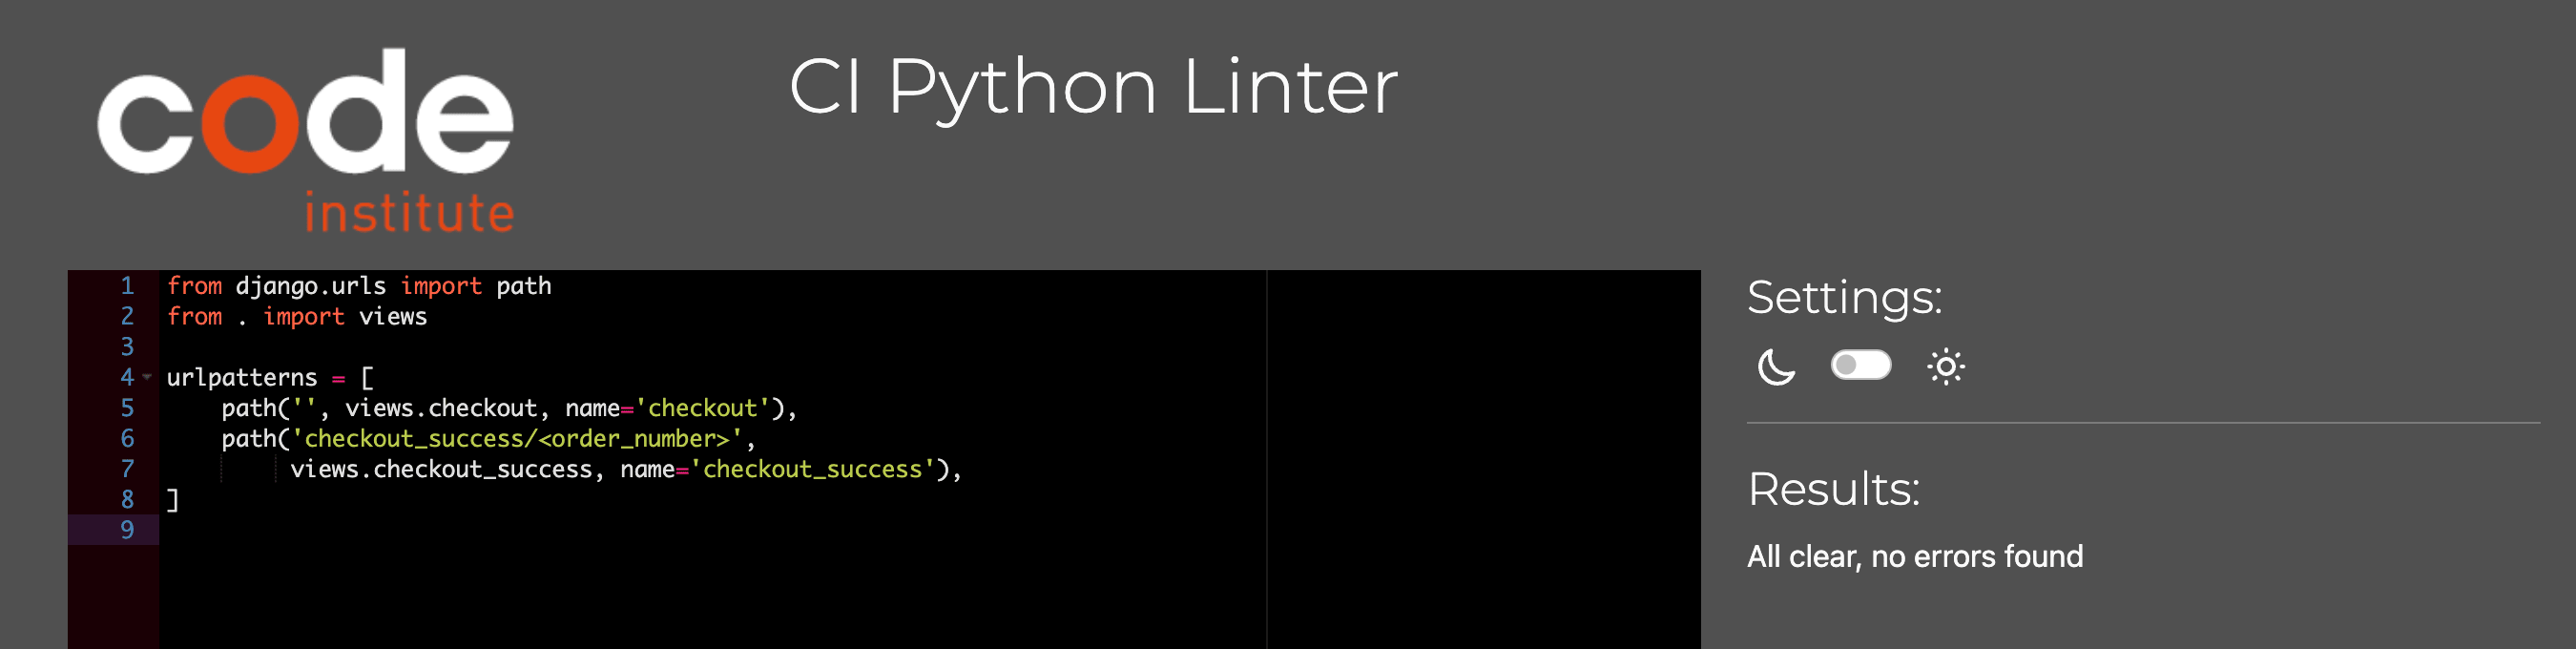 code
institute
CI Python Linter
1 from django.urls import path
2 from . import views
3
4 urlpatterns = [
5     path('', views.checkout, name='checkout'),
6     path('checkout_success/<order_number>',
7          views.checkout_success, name='checkout_success'),
8 ]
9
Settings:
Results:
All clear, no errors found